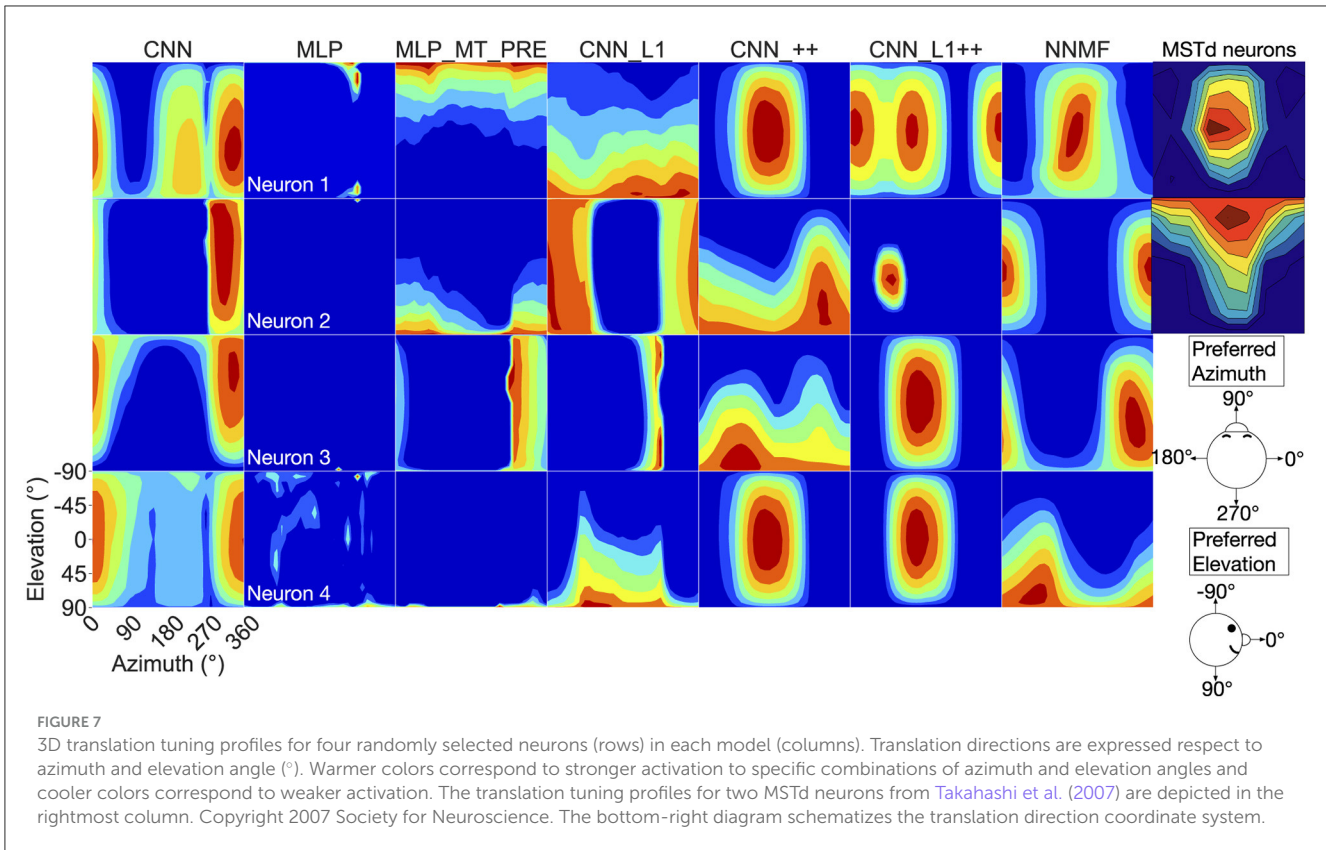 CNN MLP MLP_MT_PRE CNN_L1 CNN_++ CNN_L1++ NNMF MSTd neurons
Neuron 1
Neuron 2
Neuron 3
Neuron 4
Elevation (°)
-90
-45
0
45
90
0 90 180 270 360
Azimuth (°)
Preferred
Azimuth
90°
180° 0°
270°
Preferred
Elevation
-90°
0°
90°
FIGURE 7
3D translation tuning profiles for four randomly selected neurons (rows) in each model (columns). Translation directions are expressed respect to
azimuth and elevation angle (°). Warmer colors correspond to stronger activation to specific combinations of azimuth and elevation angles and
cooler colors correspond to weaker activation. The translation tuning profiles for two MSTd neurons from Takahashi et al. (2007) are depicted in the
rightmost column. Copyright 2007 Society for Neuroscience. The bottom-right diagram schematizes the translation direction coordinate system.